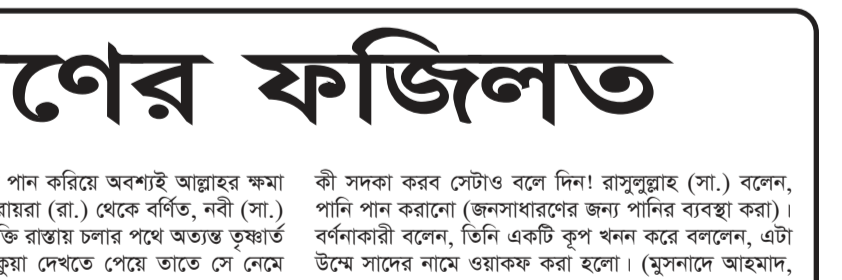 ণের ফজিলত
পান করিয়ে অবশ্যই আল্লাহর ক্ষমা
(রা.) থেকে বর্ণিত, নবী (সা.)
রাস্তায় চলার পথে অত্যন্ত তৃষ্ণার্ত
দেখতে পেয়ে তাতে সে নেমে
কী সদকা করব সেটাও বলে দিন! রাসুলুল্লাহ (সা.) বলেন,
পানি পান করানো (জনসাধারণের জন্য পানির ব্যবস্থা করা)।
বর্ণনাকারী বলেন, তিনি একটি কূপ খনন করে বললেন, এটা
উম্মে সাদের নামে ওয়াকফ করা হলো। (মুসনাদে আহমাদ,